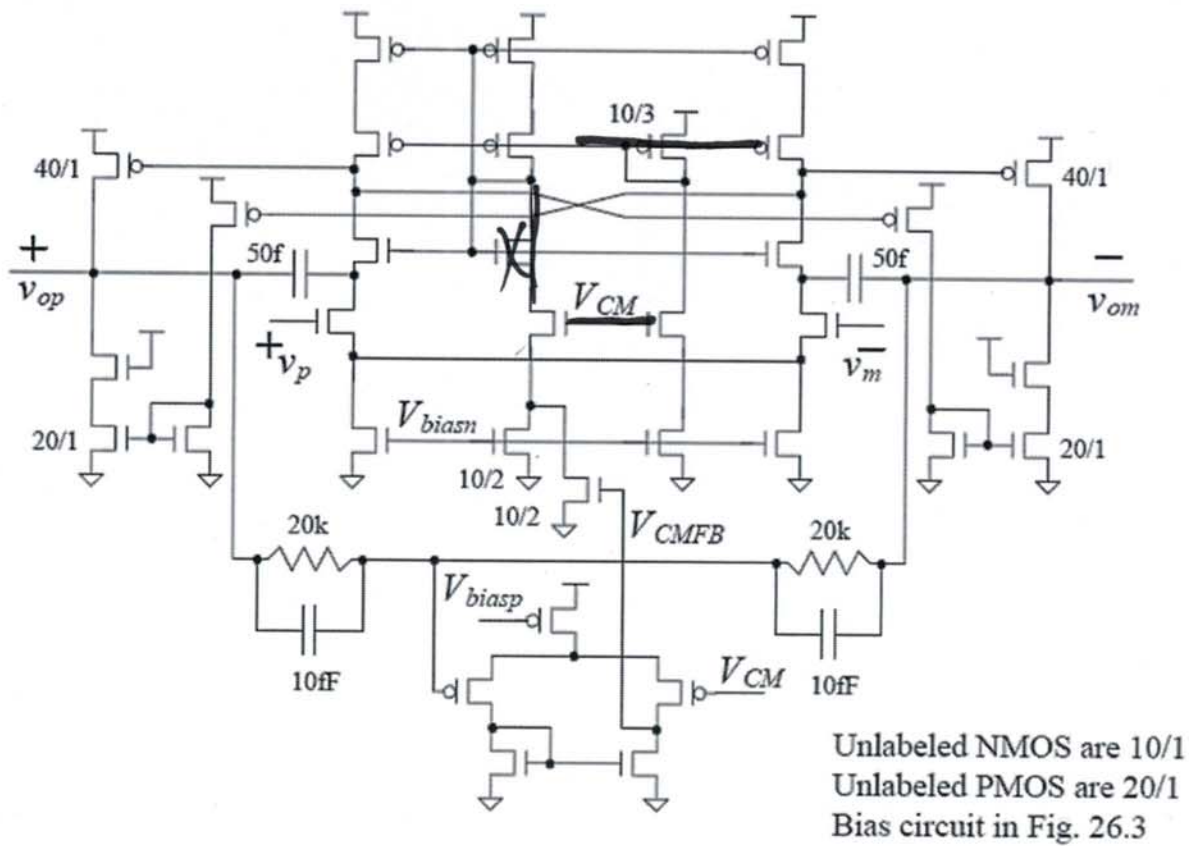 10/3
40/1
40/1
+
50f
50f
−
v_op
V_CM
v_om
+
v_p
−
v_m
V_biasn
20/1
20/1
10/2
10/2
V_CMFB
20k
20k
V_biasp
10fF
V_CM
10fF
Unlabeled NMOS are 10/1
Unlabeled PMOS are 20/1
Bias circuit in Fig. 26.3